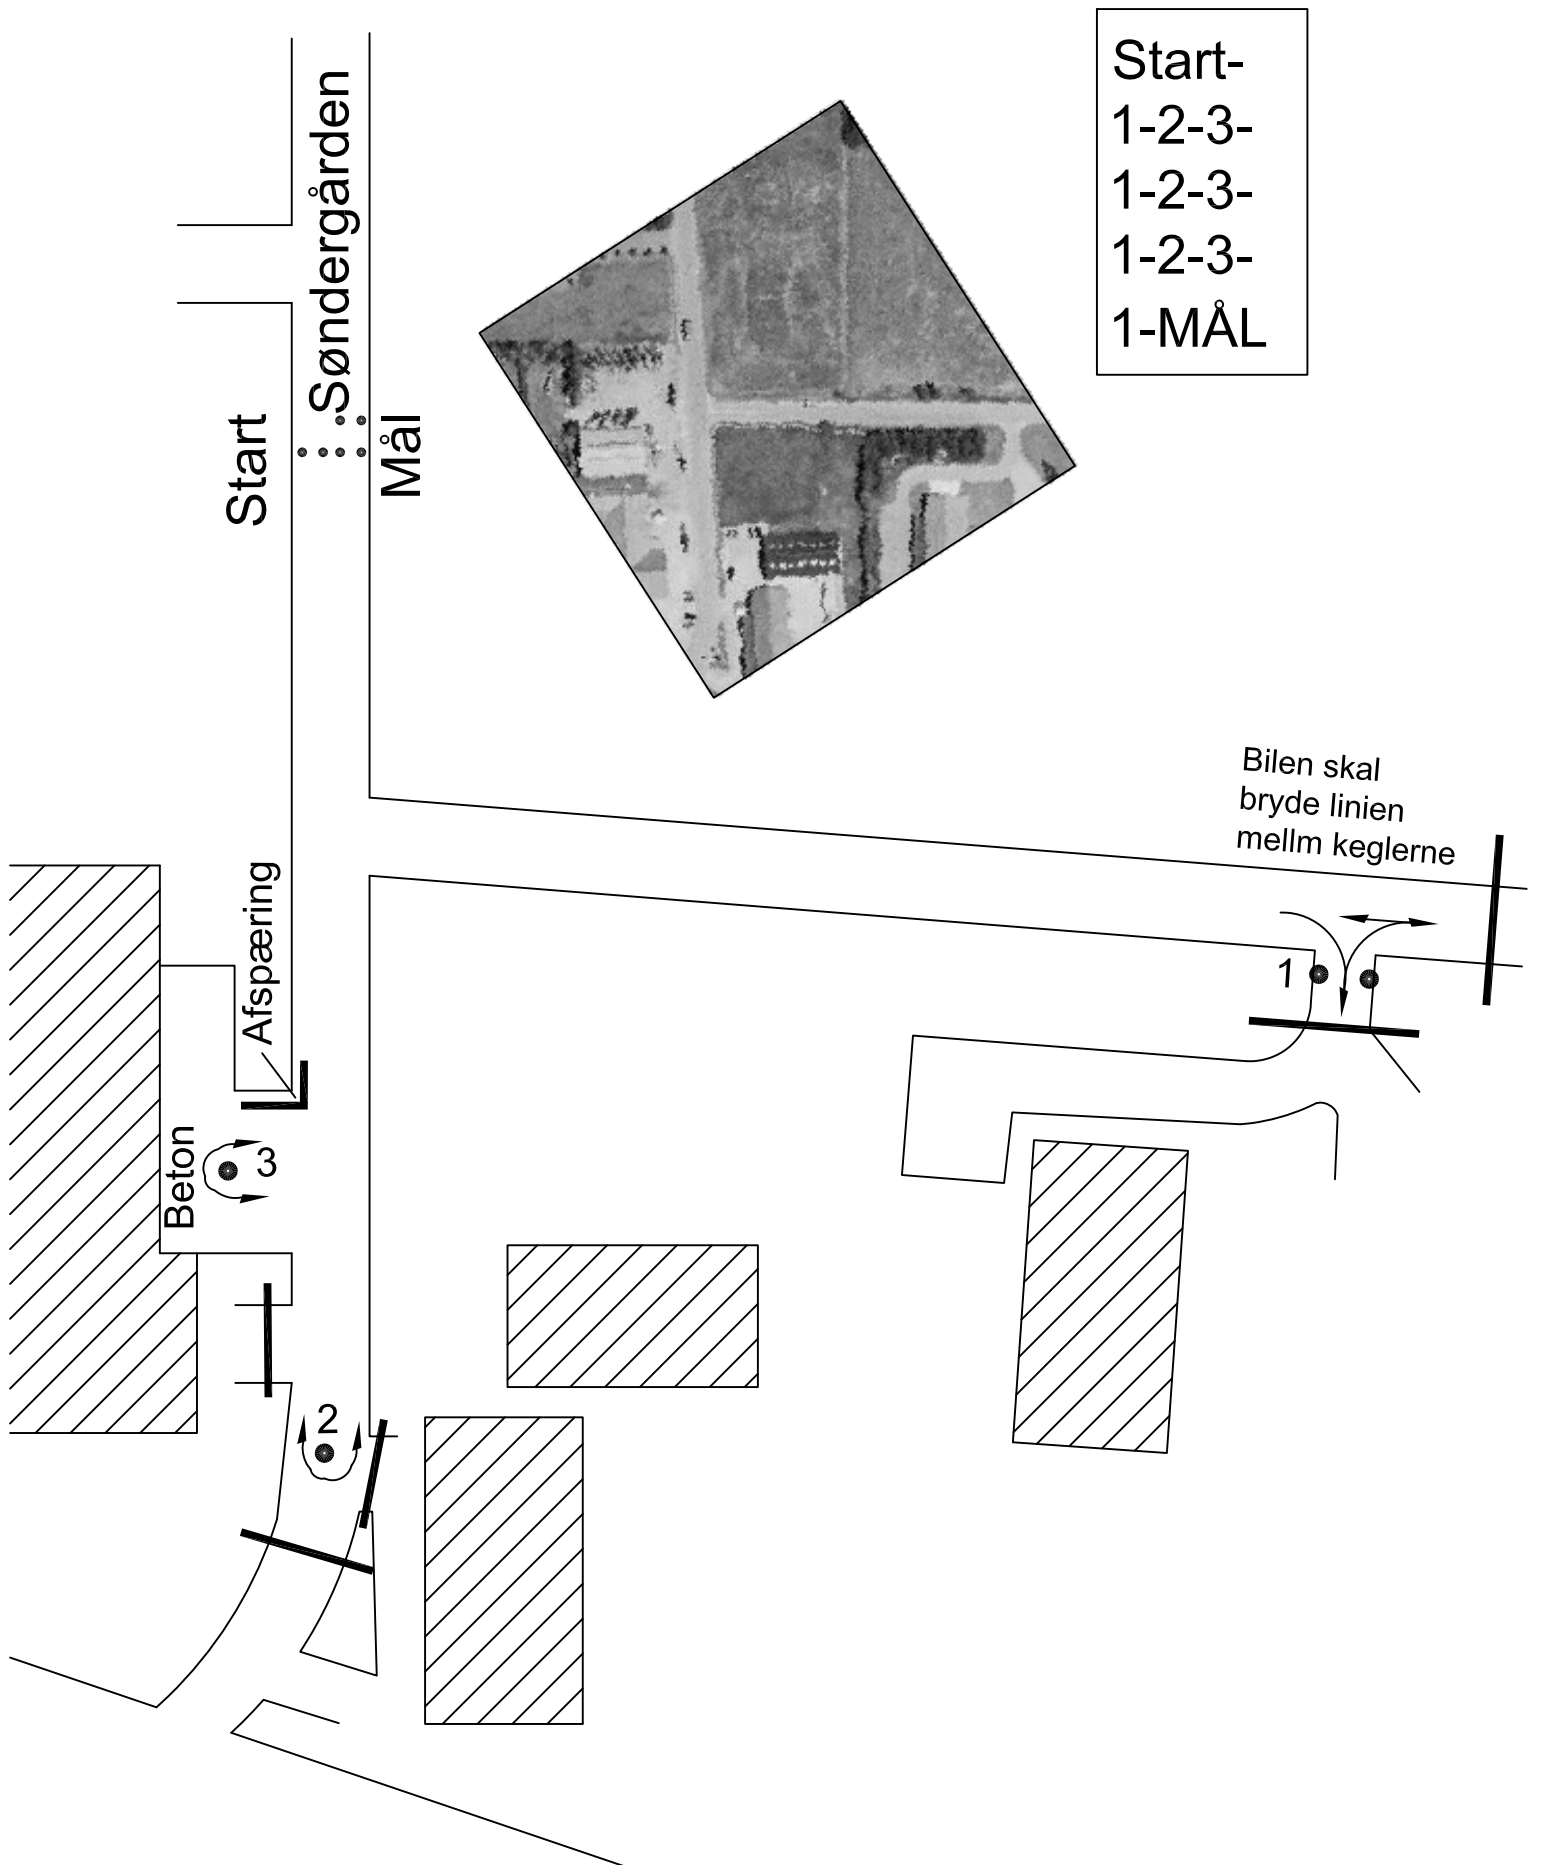 Start-
1-2-3-
1-2-3-
1-2-3-
1-MÅL
Søndergården
Start
Mål
Bilen skal
bryde linien
mellm keglerne
Afspæring
1
Beton
3
2